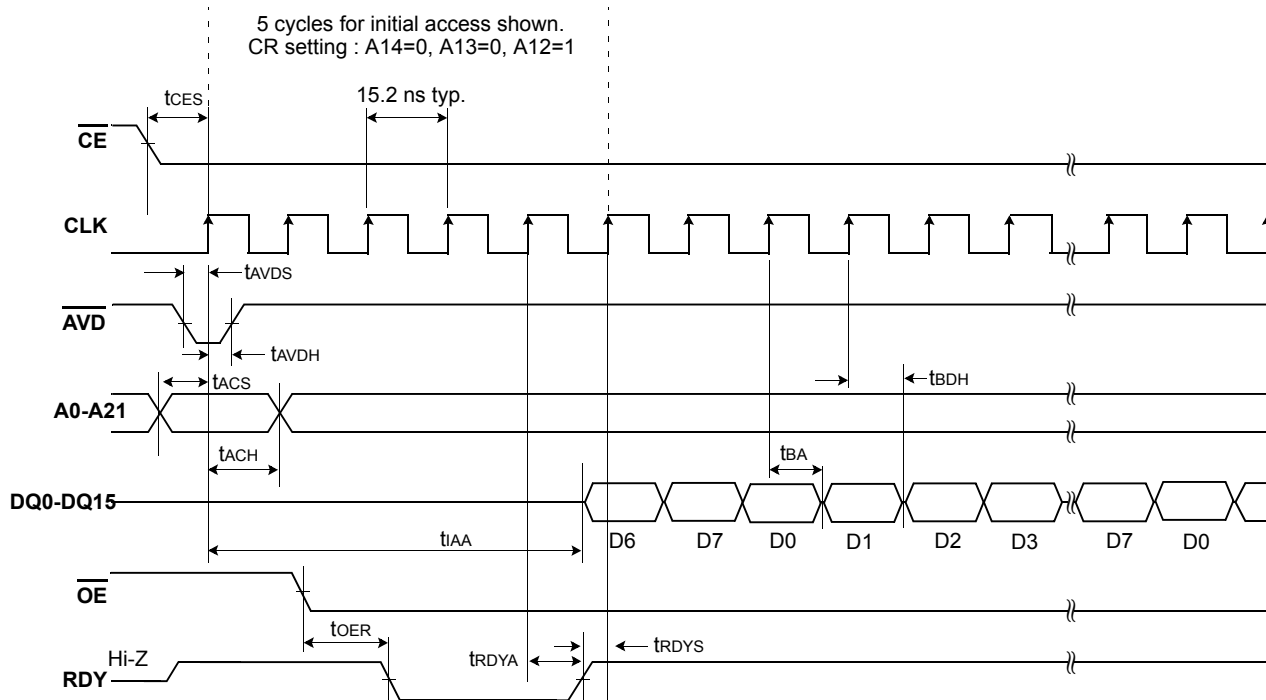 5 cycles for initial access shown.
CR setting : A14=0, A13=0, A12=1
tCES
15.2 ns typ.
CE
CLK
tAVDS
AVD
tAVDH
tACS
tBDH
A0-A21
tBA
tACH
DQ0-DQ15
tIAA
D6 D7 D0 D1 D2 D3 D7 D0
OE
tOER
tRDYA
tRDYS
Hi-Z
RDY